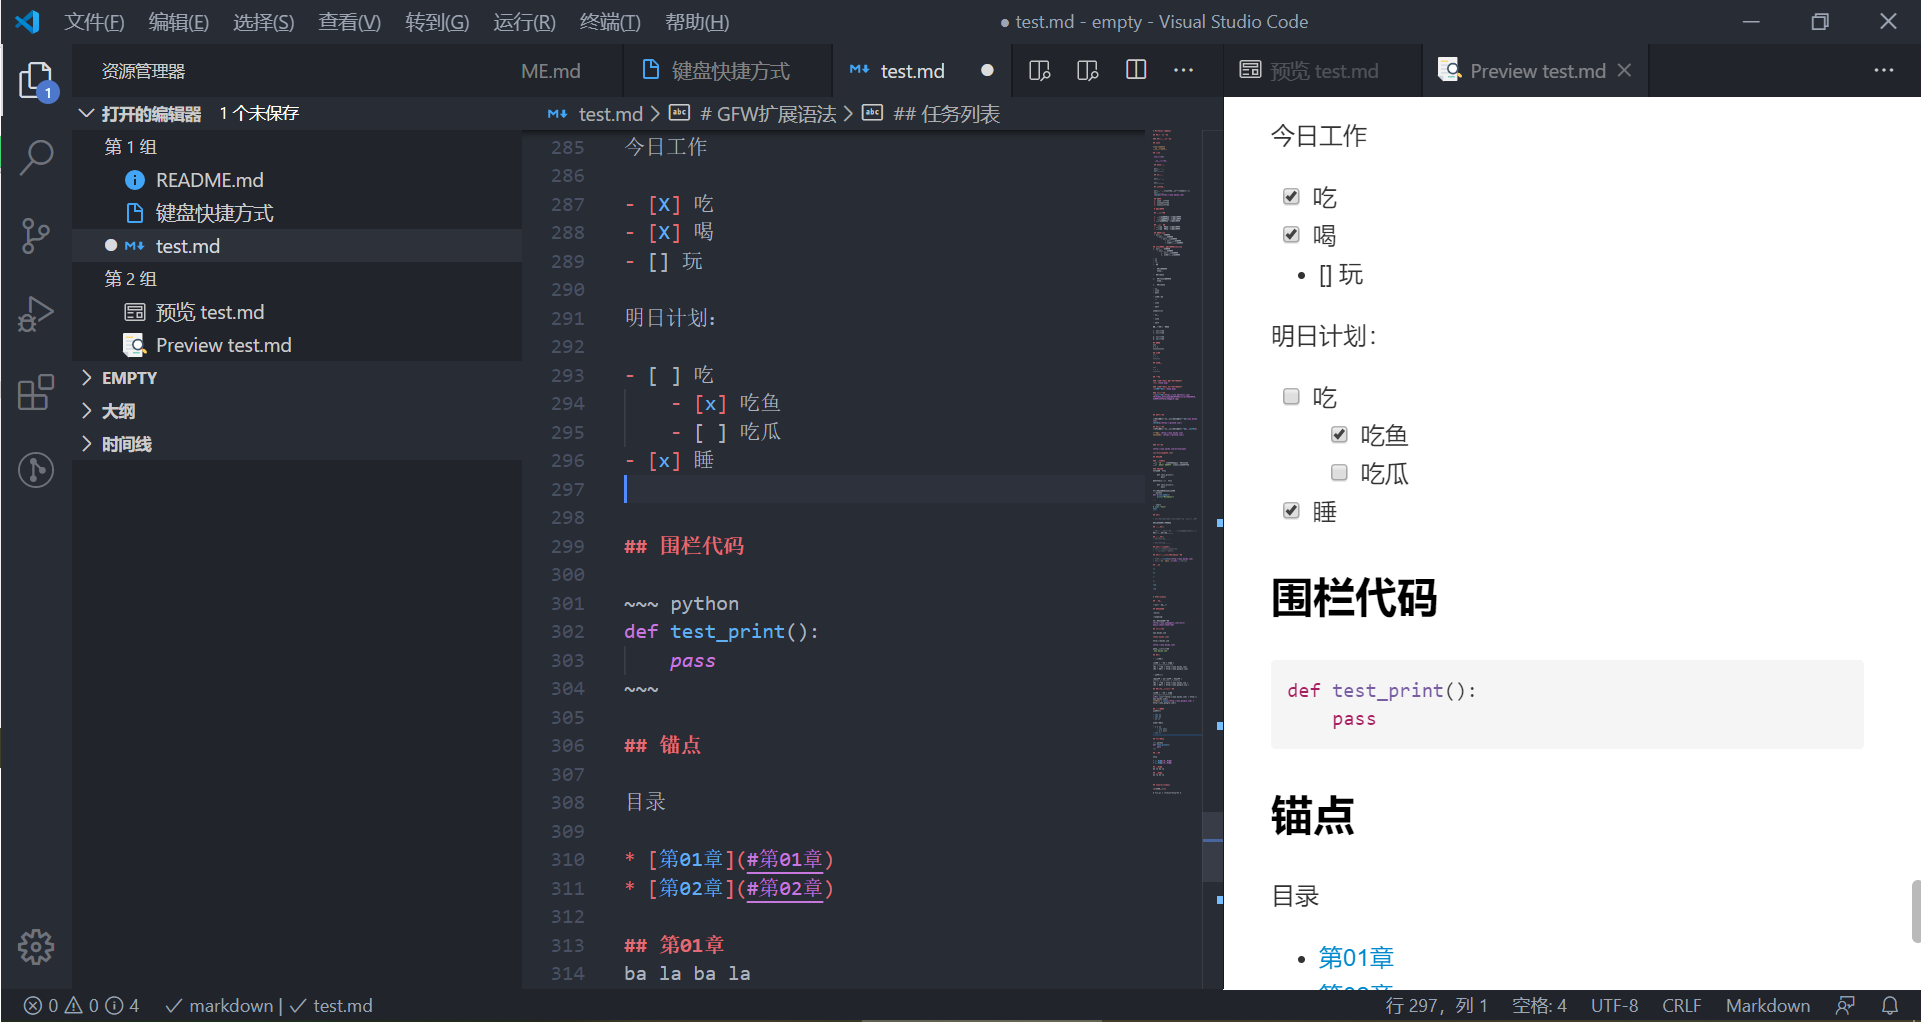 文件(F) 编辑(E) 选择(S) 查看(V) 转到(G) 运行(R) 终端(T) 帮助(H) ● test.md - empty - Visual Studio Code
资源管理器
1
打开的编辑器 1 个未保存
第 1 组
README.md
键盘快捷方式
test.md
第 2 组
预览 test.md
Preview test.md
EMPTY
大纲
时间线
ME.md 键盘快捷方式 test.md
test.md > # GFW扩展语法 > ## 任务列表
285 今日工作
286
287 - [X] 吃
288 - [X] 喝
289 - [] 玩
290
291 明日计划：
292
293 - [ ] 吃
294 - [x] 吃鱼
295 - [ ] 吃瓜
296 - [x] 睡
297
298
299 ## 围栏代码
300
301 ~~~ python
302 def test_print():
303 pass
304 ~~~
305
306 ## 锚点
307
308 目录
309
310 * [第01章](#第01章)
311 * [第02章](#第02章)
312
313 ## 第01章
314 ba la ba la
预览 test.md Preview test.md
今日工作
吃
喝
[] 玩
明日计划：
吃
吃鱼
吃瓜
睡
围栏代码
def test_print():
pass
锚点
目录
第01章
0 0 4 markdown | test.md 行 297，列 1 空格: 4 UTF-8 CRLF Markdown